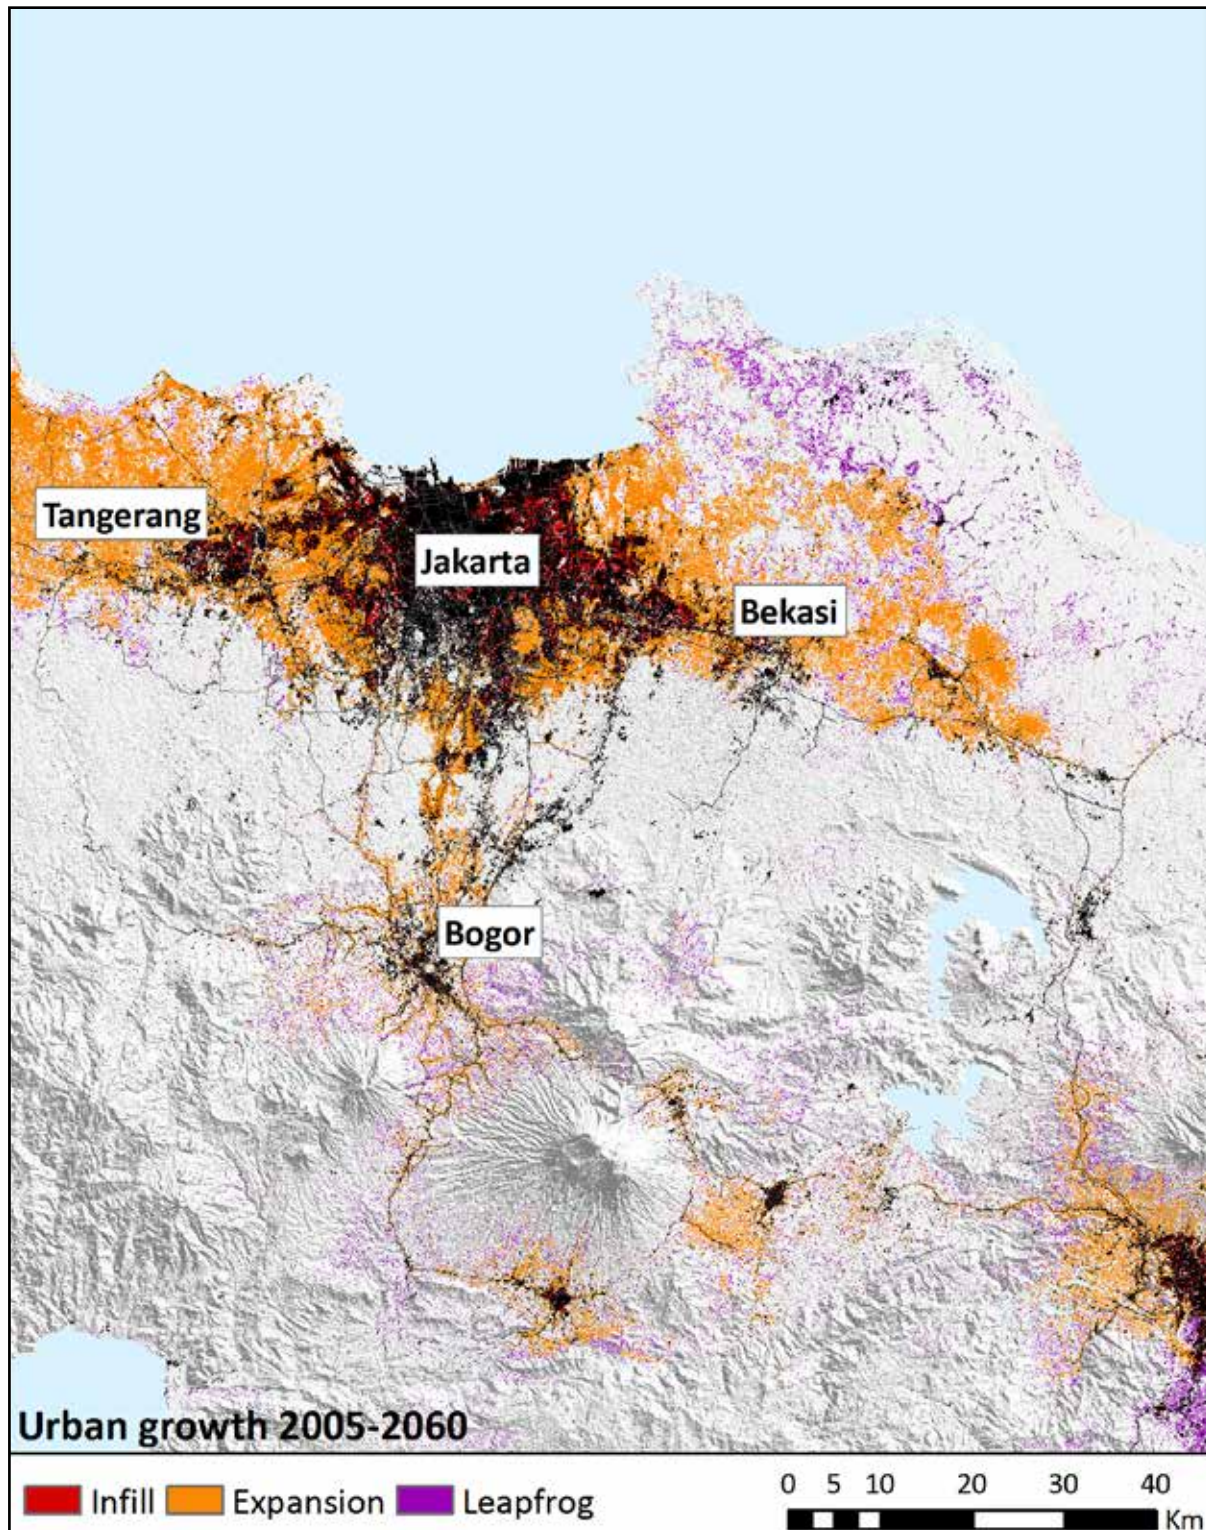 Tangerang
Jakarta
Bekasi
Bogor
Urban growth 2005-2060
Infill Expansion Leapfrog
0 5 10 20 30 40
Km